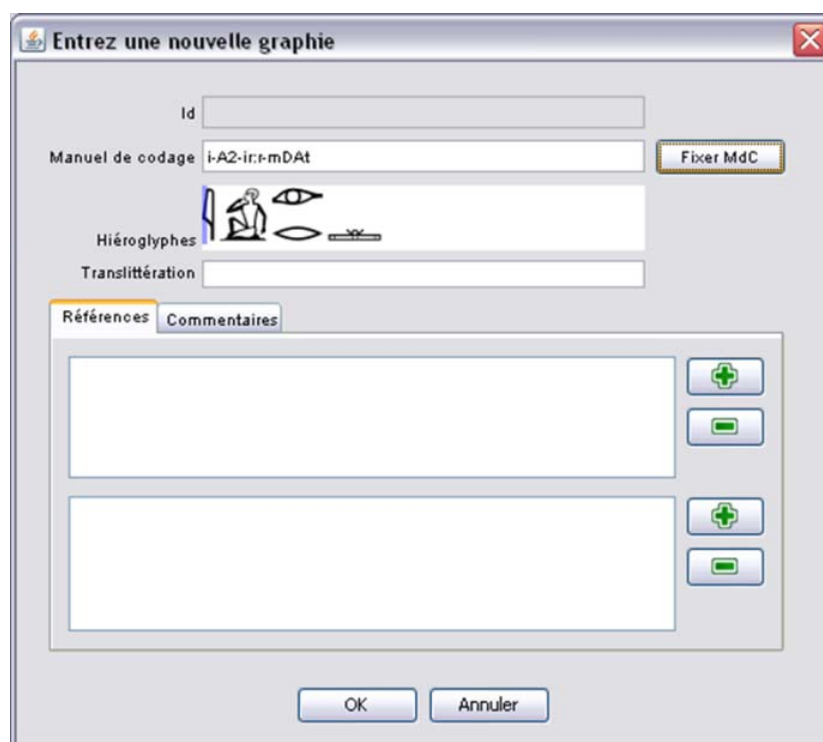 Entrez une nouvelle graphie
Id
Manuel de codage i-A2-ir:r-mDAt Fixer MdC
Hiéroglyphes 𓇋𓀁𓁹𓂋𓏛
Translittération
Références Commentaires
OK Annuler